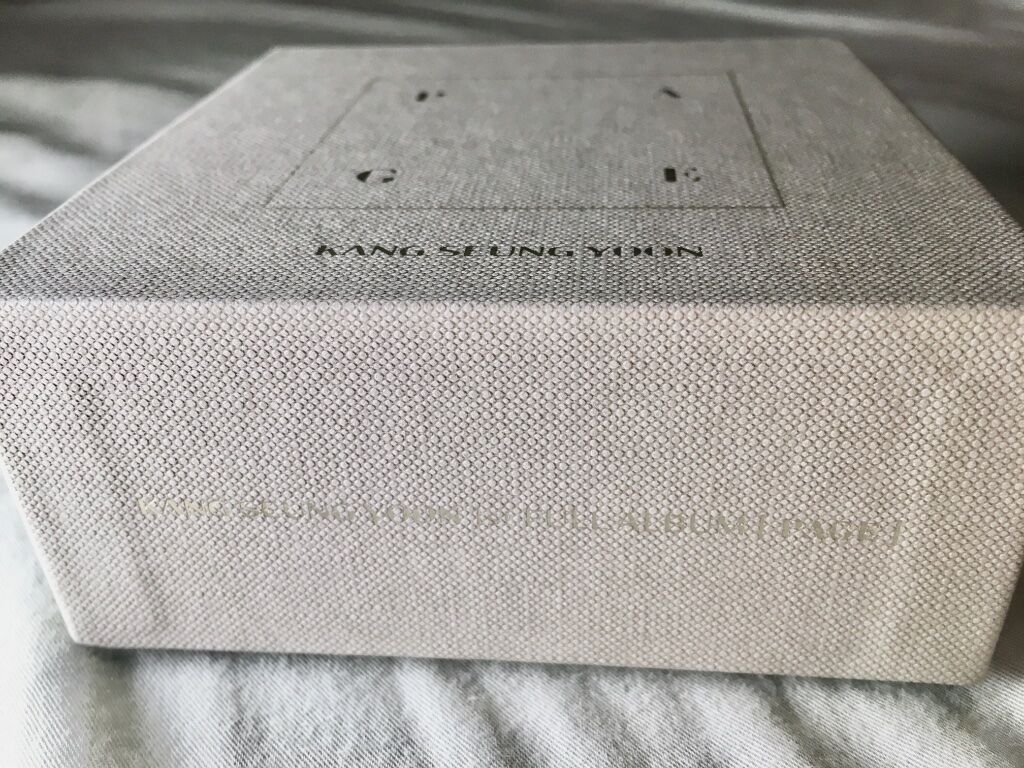 P A
G E
KANG SEUNG YOON
KANG SEUNG YOON 1st FULL ALBUM [ PAGE ]